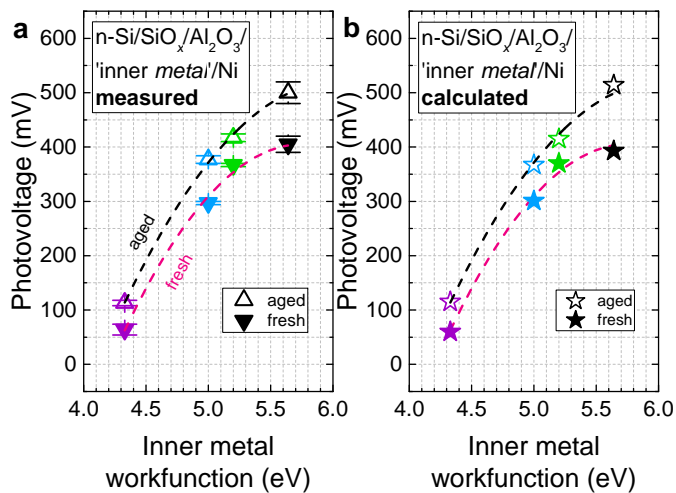 a
n-Si/SiOₓ/Al₂O₃/
'inner metal'/Ni
measured
Photovoltage (mV)
600
500
400
300
200
100
0
aged
fresh
aged
fresh
4.0 4.5 5.0 5.5 6.0
Inner metal
workfunction (eV)
b
n-Si/SiOₓ/Al₂O₃/
'inner metal'/Ni
calculated
Photovoltage (mV)
600
500
400
300
200
100
0
aged
fresh
4.0 4.5 5.0 5.5 6.0
Inner metal
workfunction (eV)